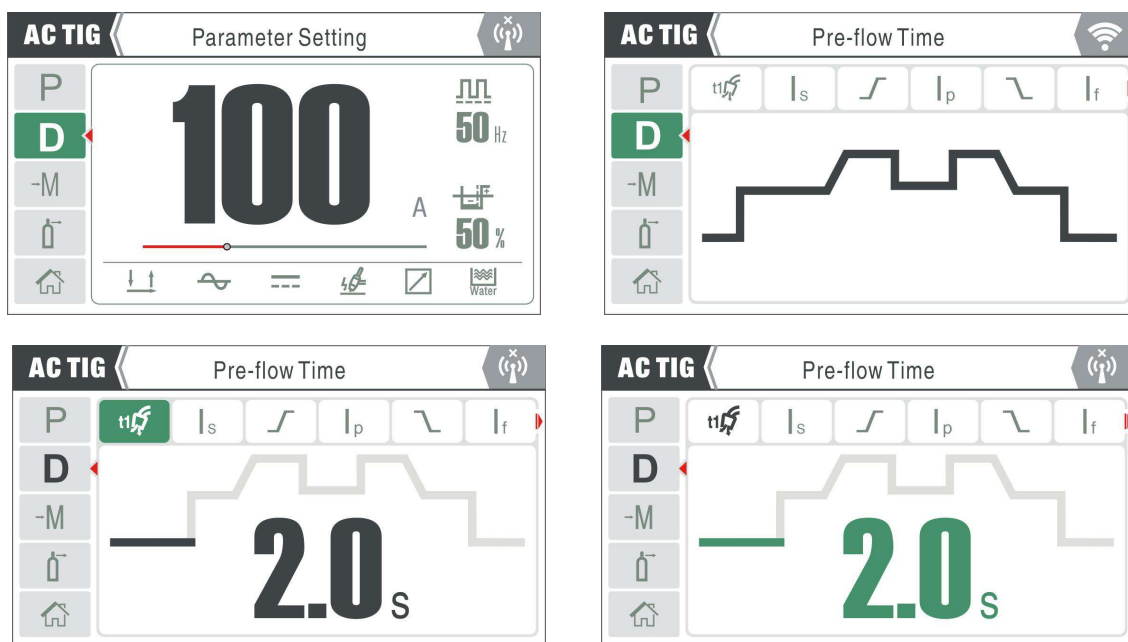 AC TIG Parameter Setting
P
D
→M
100 A
50 Hz
50 %
Water
AC TIG Pre-flow Time
P
D
→M
t1 Is Ip If
AC TIG Pre-flow Time
P
D
→M
t1 Is Ip If
2.0 S
AC TIG Pre-flow Time
P
D
→M
t1 Is Ip If
2.0 S